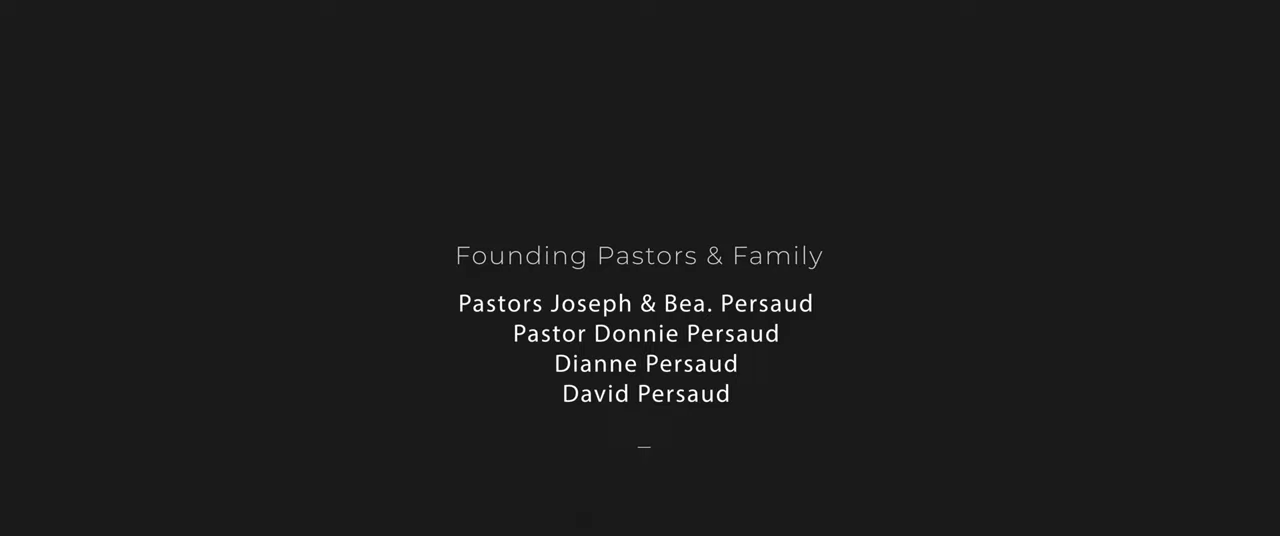 Founding Pastors & Family
Pastors Joseph & Bea. Persaud
Pastor Donnie Persaud
Dianne Persaud
David Persaud